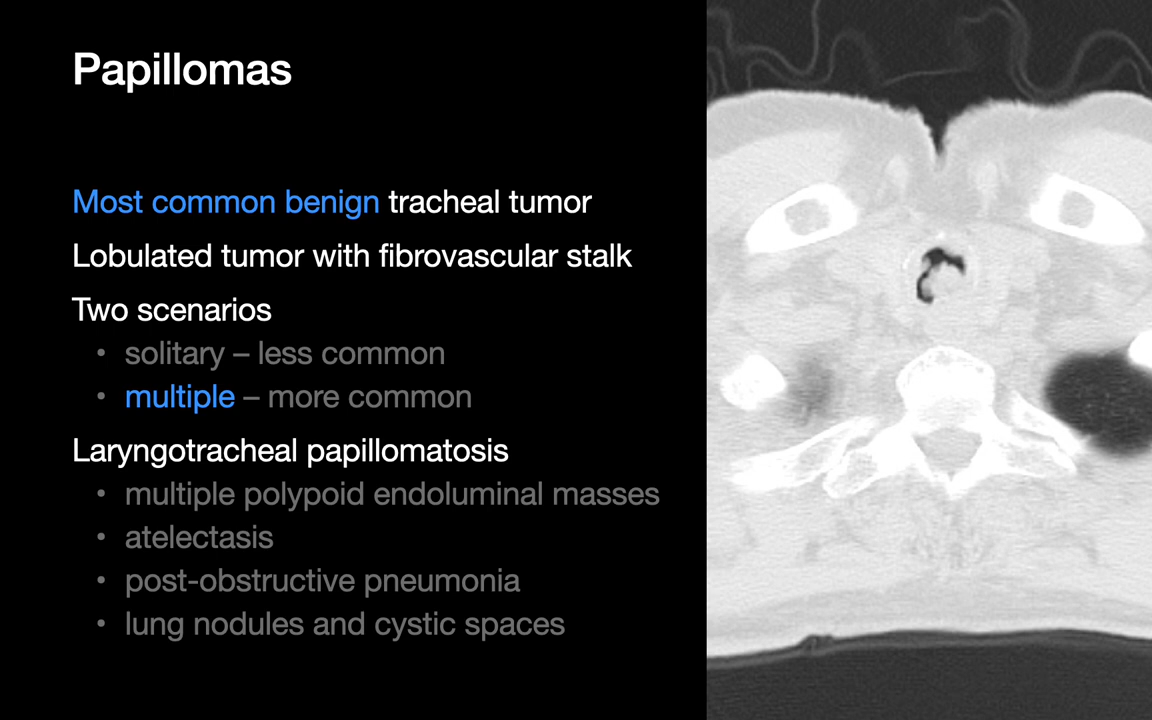 Papillomas
Most common benign tracheal tumor
Lobulated tumor with fibrovascular stalk
Two scenarios
• solitary – less common
• multiple – more common
Laryngotracheal papillomatosis
• multiple polypoid endoluminal masses
• atelectasis
• post-obstructive pneumonia
• lung nodules and cystic spaces